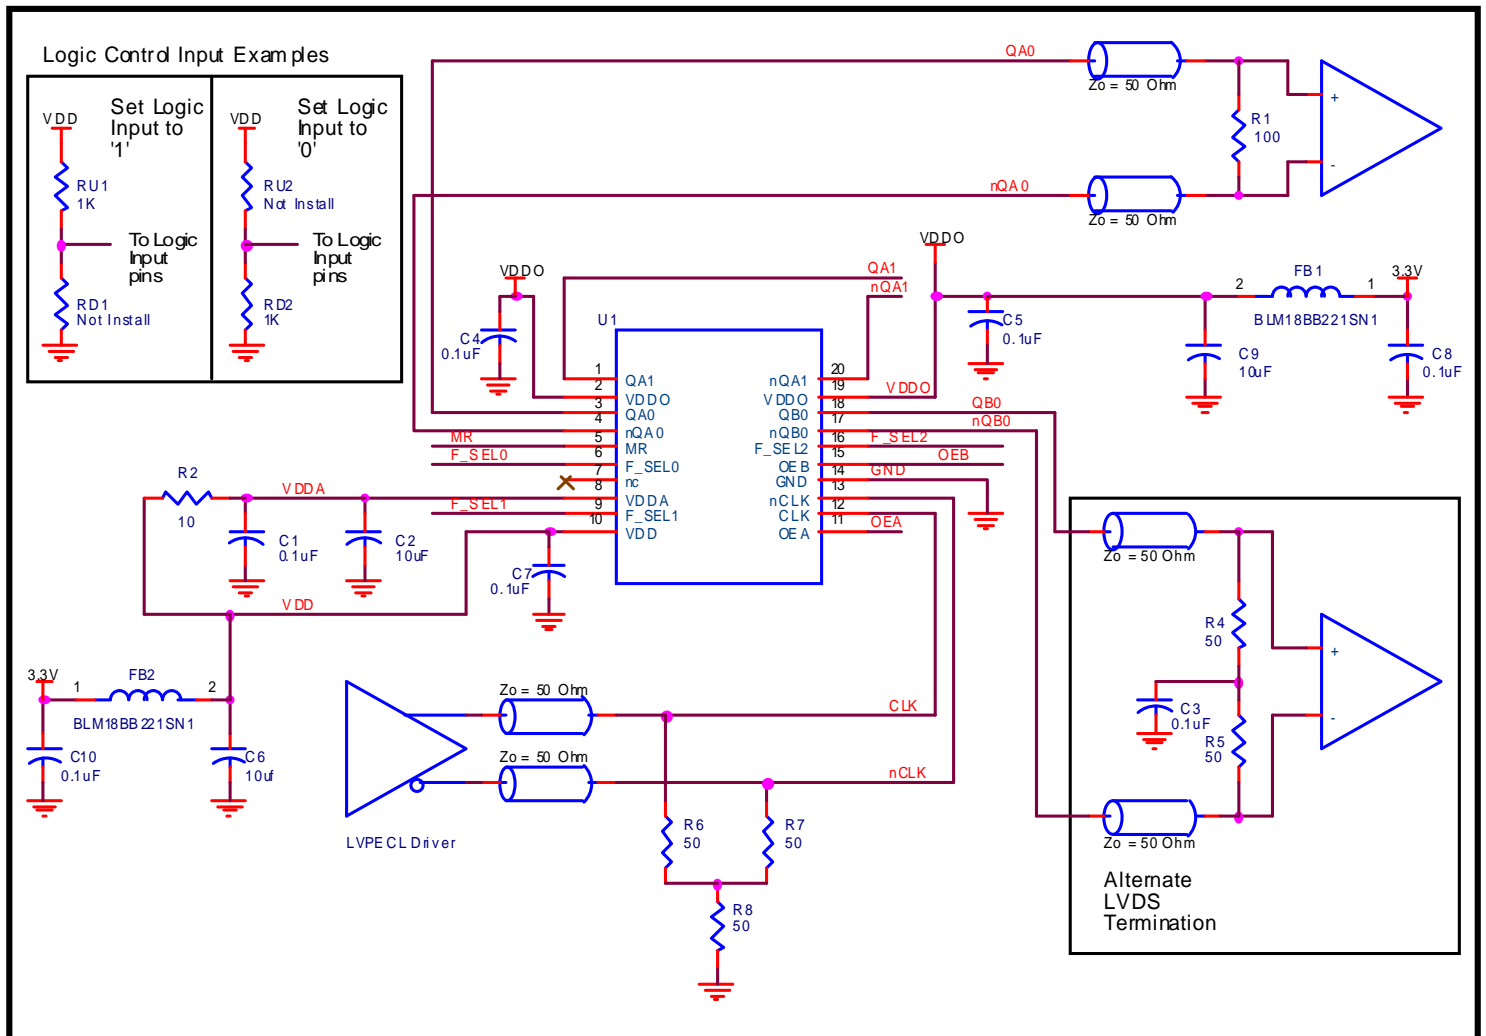 Logic Control Input Examples
VDD
Set Logic
Input to
'1'
RU1
1K
To Logic
Input
pins
RD1
Not Install
VDD
Set Logic
Input to
'0'
RU2
Not Install
To Logic
Input
pins
RD2
1K
QA0
Zo = 50 Ohm
R1
100
+
-
nQA0
Zo = 50 Ohm
VDDO
VDDO
QA1
nQA1
C4
0.1uF
C5
0.1uF
2
FB1
1
BLM18BB221SN1
3.3V
C9
10uF
C8
0.1uF
U1
1
QA1
2
VDDO
3
QA0
4
nQA0
5
MR
6
F_SEL0
7
nc
8
VDDA
9
F_SEL1
10
VDD
20
nQA1
19
VDDO
18
QB0
17
nQB0
16
F_SEL2
15
OEB
14
GND
13
nCLK
12
CLK
11
OEA
MR
F_SEL0
F_SEL1
VDDO
QB0
nQB0
F_SEL2
OEB
GND
OEA
R2
10
VDDA
C1
0.1uF
C2
10uF
C7
0.1uF
VDD
3.3V
1
FB2
2
BLM18BB221SN1
C10
0.1uF
C6
10uf
LVPECL Driver
Zo = 50 Ohm
Zo = 50 Ohm
CLK
nCLK
R6
50
R7
50
R8
50
Zo = 50 Ohm
R4
50
C3
0.1uF
R5
50
+
-
Zo = 50 Ohm
Alternate
LVDS
Termination